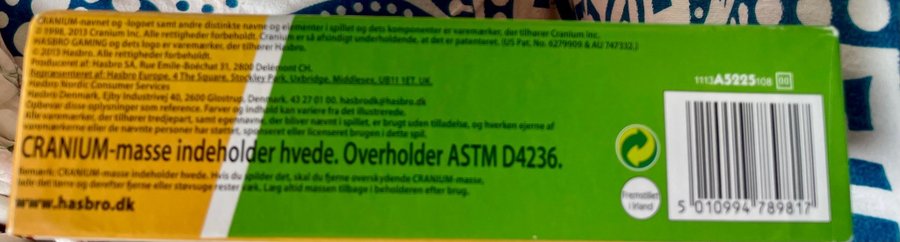 CRANIUM-navnet og -logoet samt andre distinkte navne og elementer i spillet og dets komponenter er varemærker, der tilhører Cranium Inc.
© 1998, 2013 Cranium Inc. Alle rettigheder forbeholdt. Cranium er så afsindigt underholdende, at det er patenteret. (US Pat. No. 6279909 & AU 747332.)
HASBRO GAMING og dets logo er varemærker, der tilhører Hasbro.
© 2013 Hasbro. Alle rettigheder forbeholdt.
Produceret af: Hasbro SA, Rue Emile-Boéchat 31, 2800 Delémont CH.
Repræsenteret af: Hasbro Europe, 4 The Square, Stockley Park, Uxbridge, Middlesex, UB11 1ET. UK.
Hasbro Nordic Consumer Services
Hasbro Denmark, Ejby Industrivej 40, 2600 Glostrup, Denmark. 43 27 01 00. hasbrodk@hasbro.dk
Opbevar disse oplysninger som reference. Farver og indhold kan variere fra det illustrerede.
Alle varemærker, der tilhører tredjepart, samt egennavne, der bliver nævnt i spillet, er brugt uden tilladelse, og hverken ejerne af
varemærkerne eller de nævnte personer har støttet, sponseret eller licenseret brugen i dette spil.
CRANIUM-masse indeholder hvede. Overholder ASTM D4236.
Bemærk: CRANIUM-masse indeholder hvede. Hvis du spilder det, skal du fjerne overskydende CRANIUM-masse,
lade det tørre og derefter fjerne eller støvsuge rester væk. Læg altid massen tilbage i beholderen efter brug.
www.hasbro.dk
1113A5225108 00
Fremstillet
i Irland
5 010994 789817